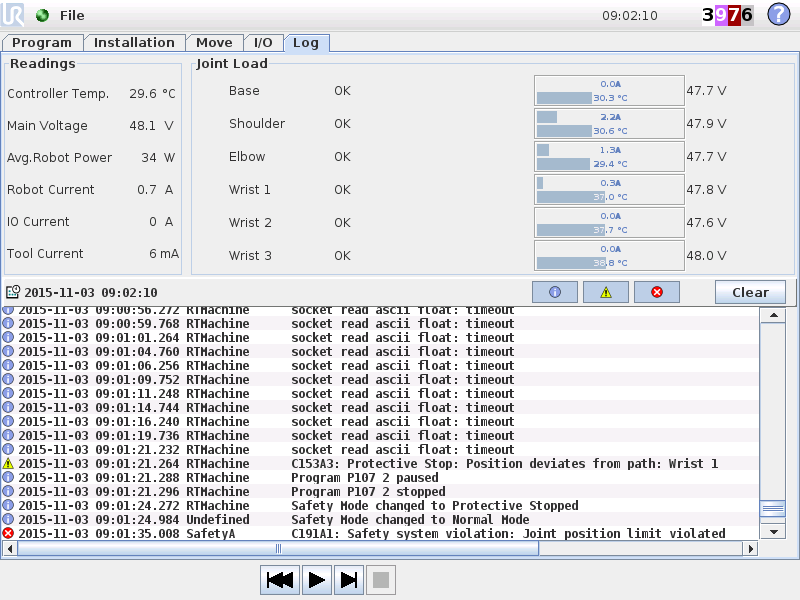 UR File 09:02:10 3976 ?
Program Installation Move I/O Log
Readings
Controller Temp. 29.6 °C
Main Voltage 48.1 V
Avg.Robot Power 34 W
Robot Current 0.7 A
IO Current 0 A
Tool Current 6 mA
Joint Load
Base OK 0.0A 30.3 °C 47.7 V
Shoulder OK 2.2A 30.6 °C 47.9 V
Elbow OK 1.3A 29.4 °C 47.7 V
Wrist 1 OK 0.3A 37.0 °C 47.8 V
Wrist 2 OK 0.0A 37.7 °C 47.6 V
Wrist 3 OK 0.0A 38.8 °C 48.0 V
2015-11-03 09:02:10 Clear
2015-11-03 09:00:56.272 RTMachine socket read ascii float: timeout
2015-11-03 09:00:59.768 RTMachine socket read ascii float: timeout
2015-11-03 09:01:01.264 RTMachine socket read ascii float: timeout
2015-11-03 09:01:04.760 RTMachine socket read ascii float: timeout
2015-11-03 09:01:06.256 RTMachine socket read ascii float: timeout
2015-11-03 09:01:09.752 RTMachine socket read ascii float: timeout
2015-11-03 09:01:11.248 RTMachine socket read ascii float: timeout
2015-11-03 09:01:14.744 RTMachine socket read ascii float: timeout
2015-11-03 09:01:16.240 RTMachine socket read ascii float: timeout
2015-11-03 09:01:19.736 RTMachine socket read ascii float: timeout
2015-11-03 09:01:21.232 RTMachine socket read ascii float: timeout
2015-11-03 09:01:21.264 RTMachine C153A3: Protective Stop: Position deviates from path: Wrist 1
2015-11-03 09:01:21.288 RTMachine Program P107 2 paused
2015-11-03 09:01:21.296 RTMachine Program P107 2 stopped
2015-11-03 09:01:24.272 RTMachine Safety Mode changed to Protective Stopped
2015-11-03 09:01:24.984 Undefined Safety Mode changed to Normal Mode
2015-11-03 09:01:35.008 SafetyA C191A1: Safety system violation: Joint position limit violated